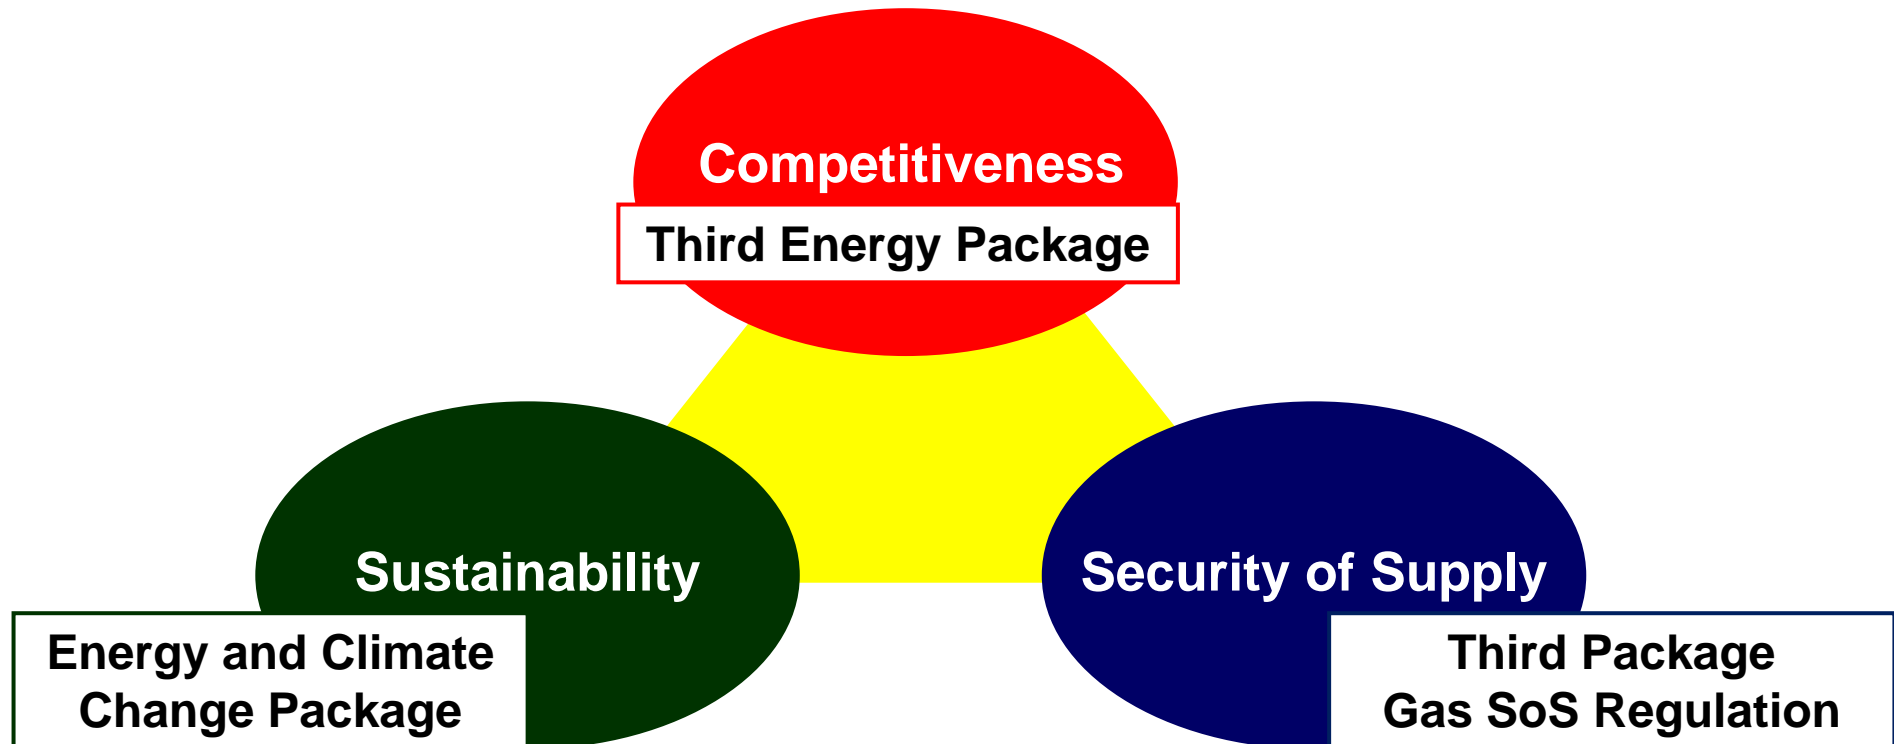 Competitiveness
Third Energy Package
Sustainability
Security of Supply
Energy and Climate
Change Package
Third Package
Gas SoS Regulation